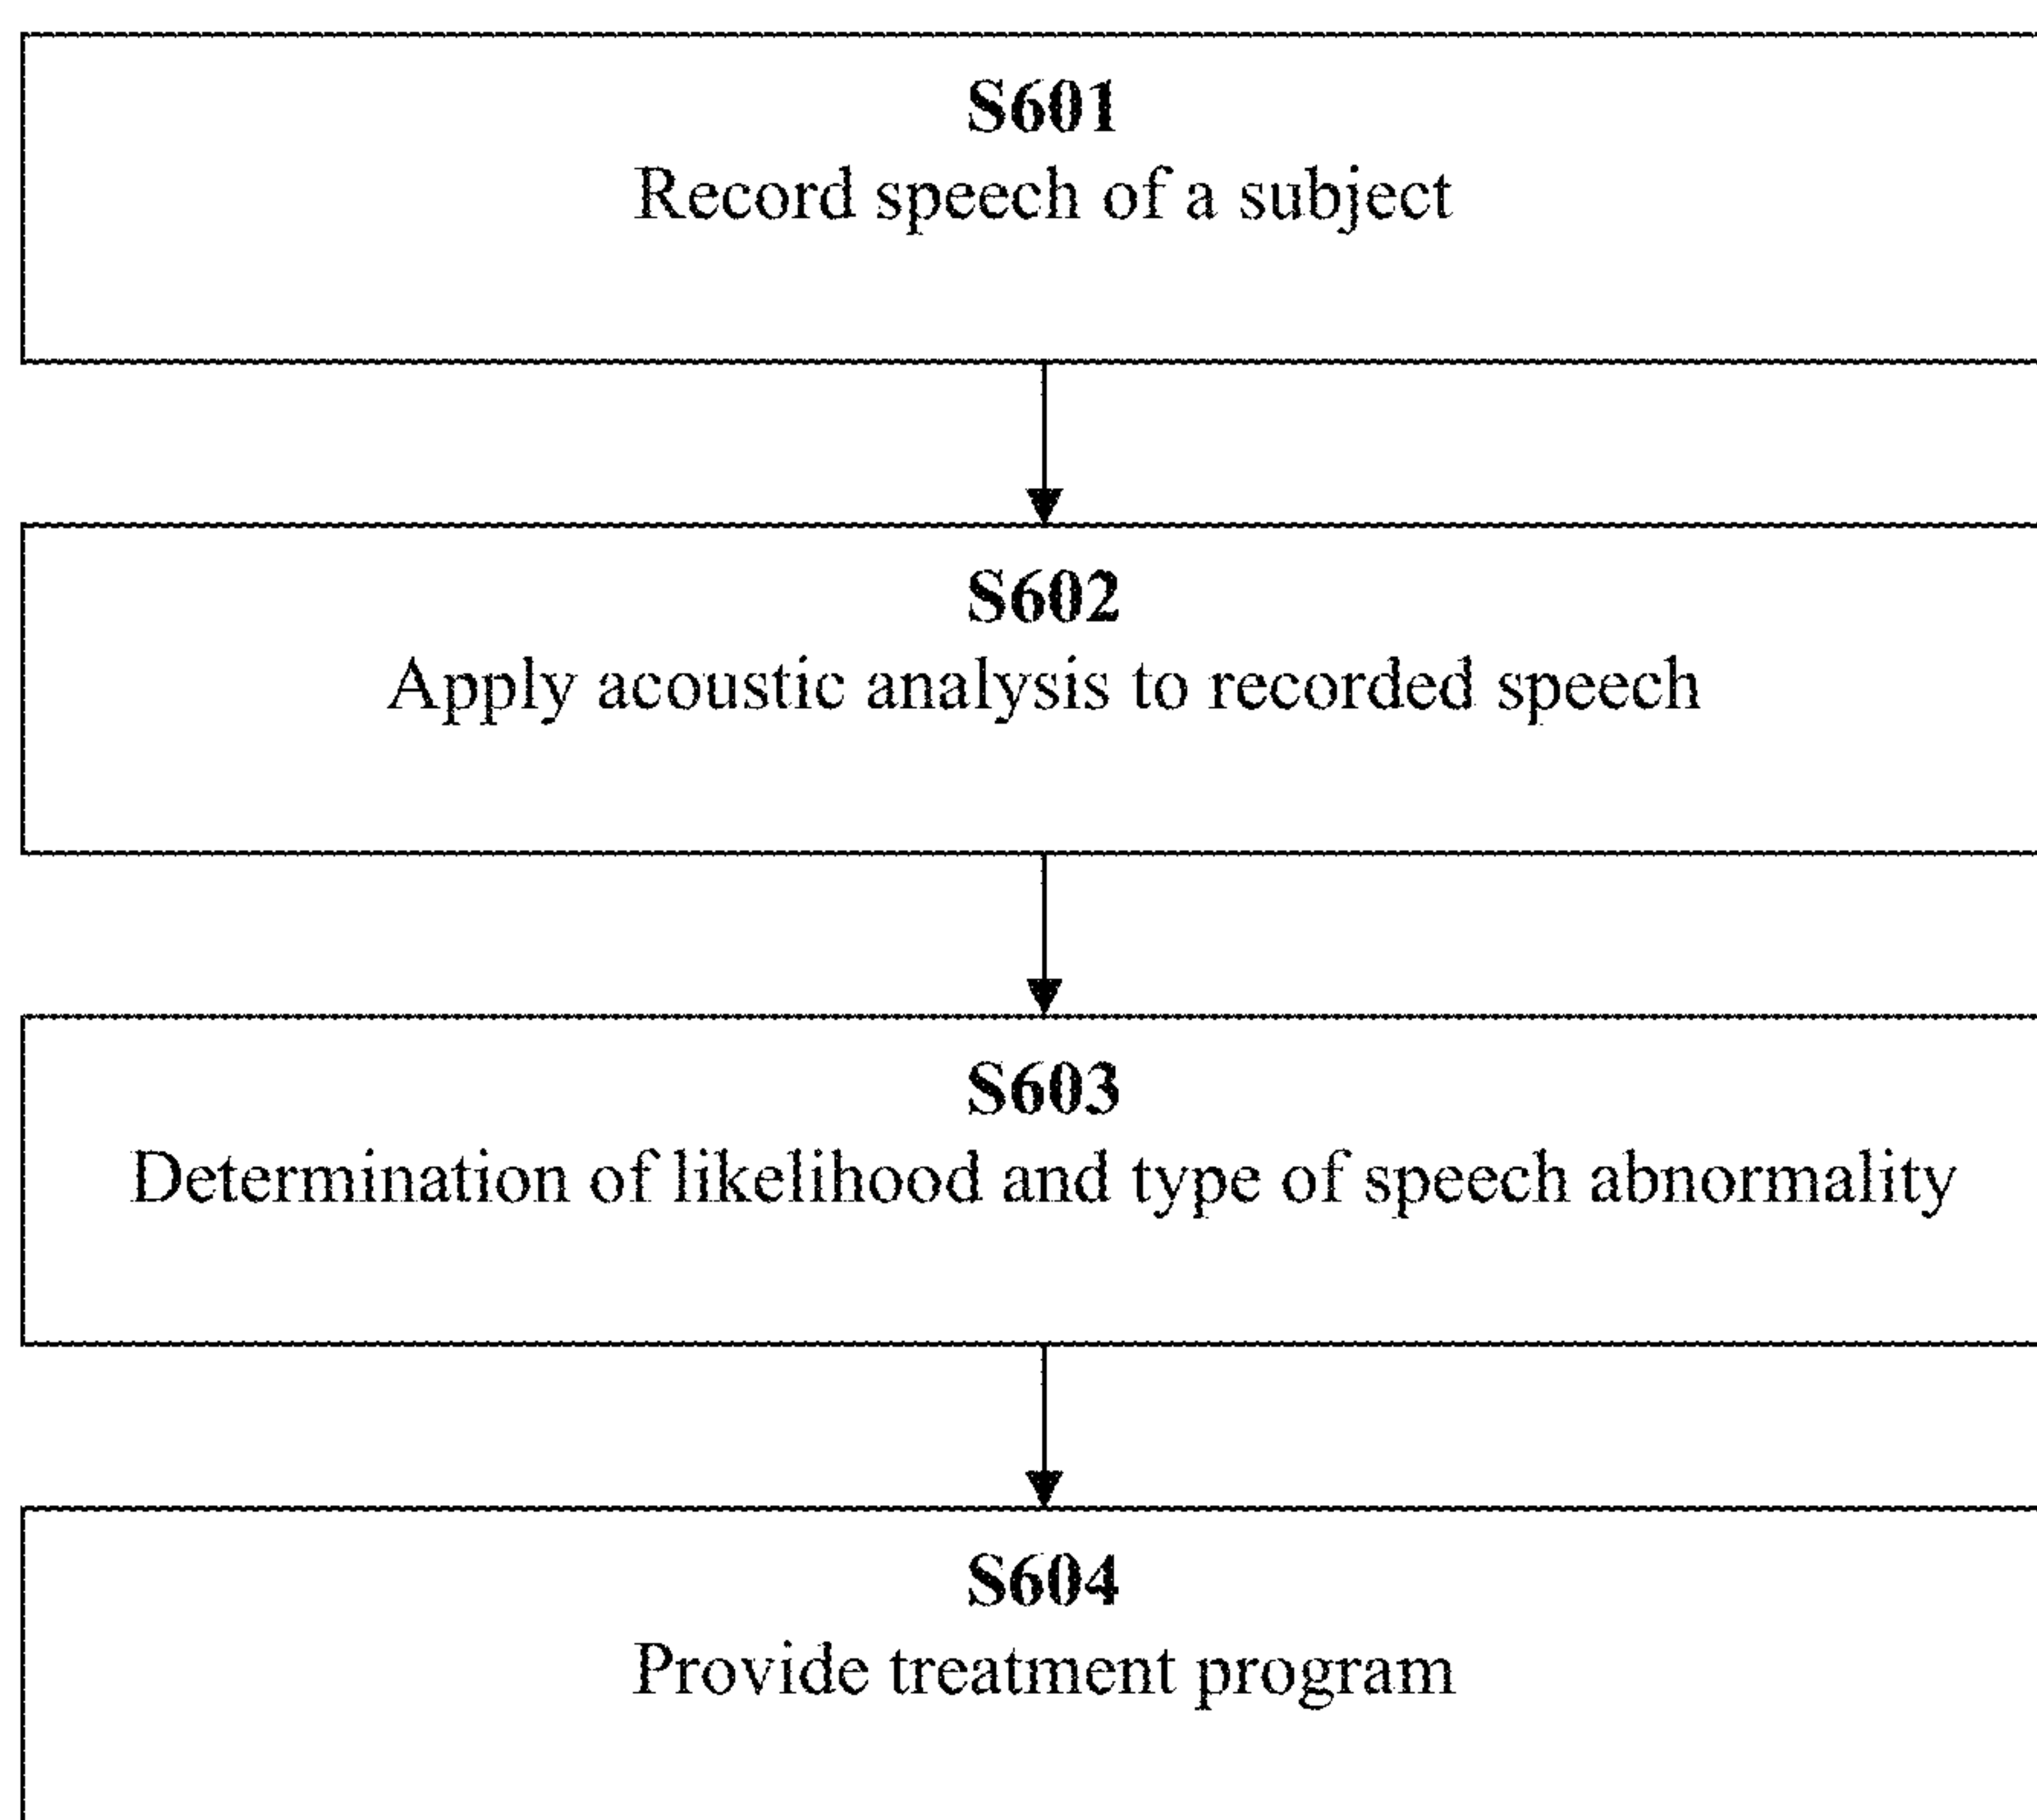 S601
Record speech of a subject
S602
Apply acoustic analysis to recorded speech
S603
Determination of likelihood and type of speech abnormality
S604
Provide treatment program